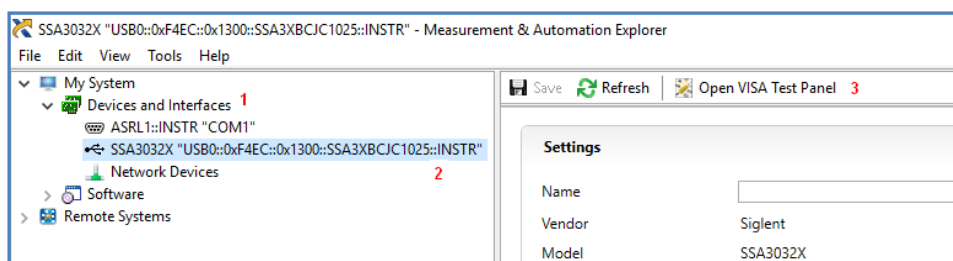 SSA3032X "USB0::0xF4EC::0x1300::SSA3XBCJC1025::INSTR" - Measurement & Automation Explorer
File Edit View Tools Help
My System
Devices and Interfaces 1
ASRL1::INSTR "COM1"
SSA3032X "USB0::0xF4EC::0x1300::SSA3XBCJC1025::INSTR"
Network Devices 2
Software
Remote Systems
Save Refresh Open VISA Test Panel 3
Settings
Name
Vendor Siglent
Model SSA3032X